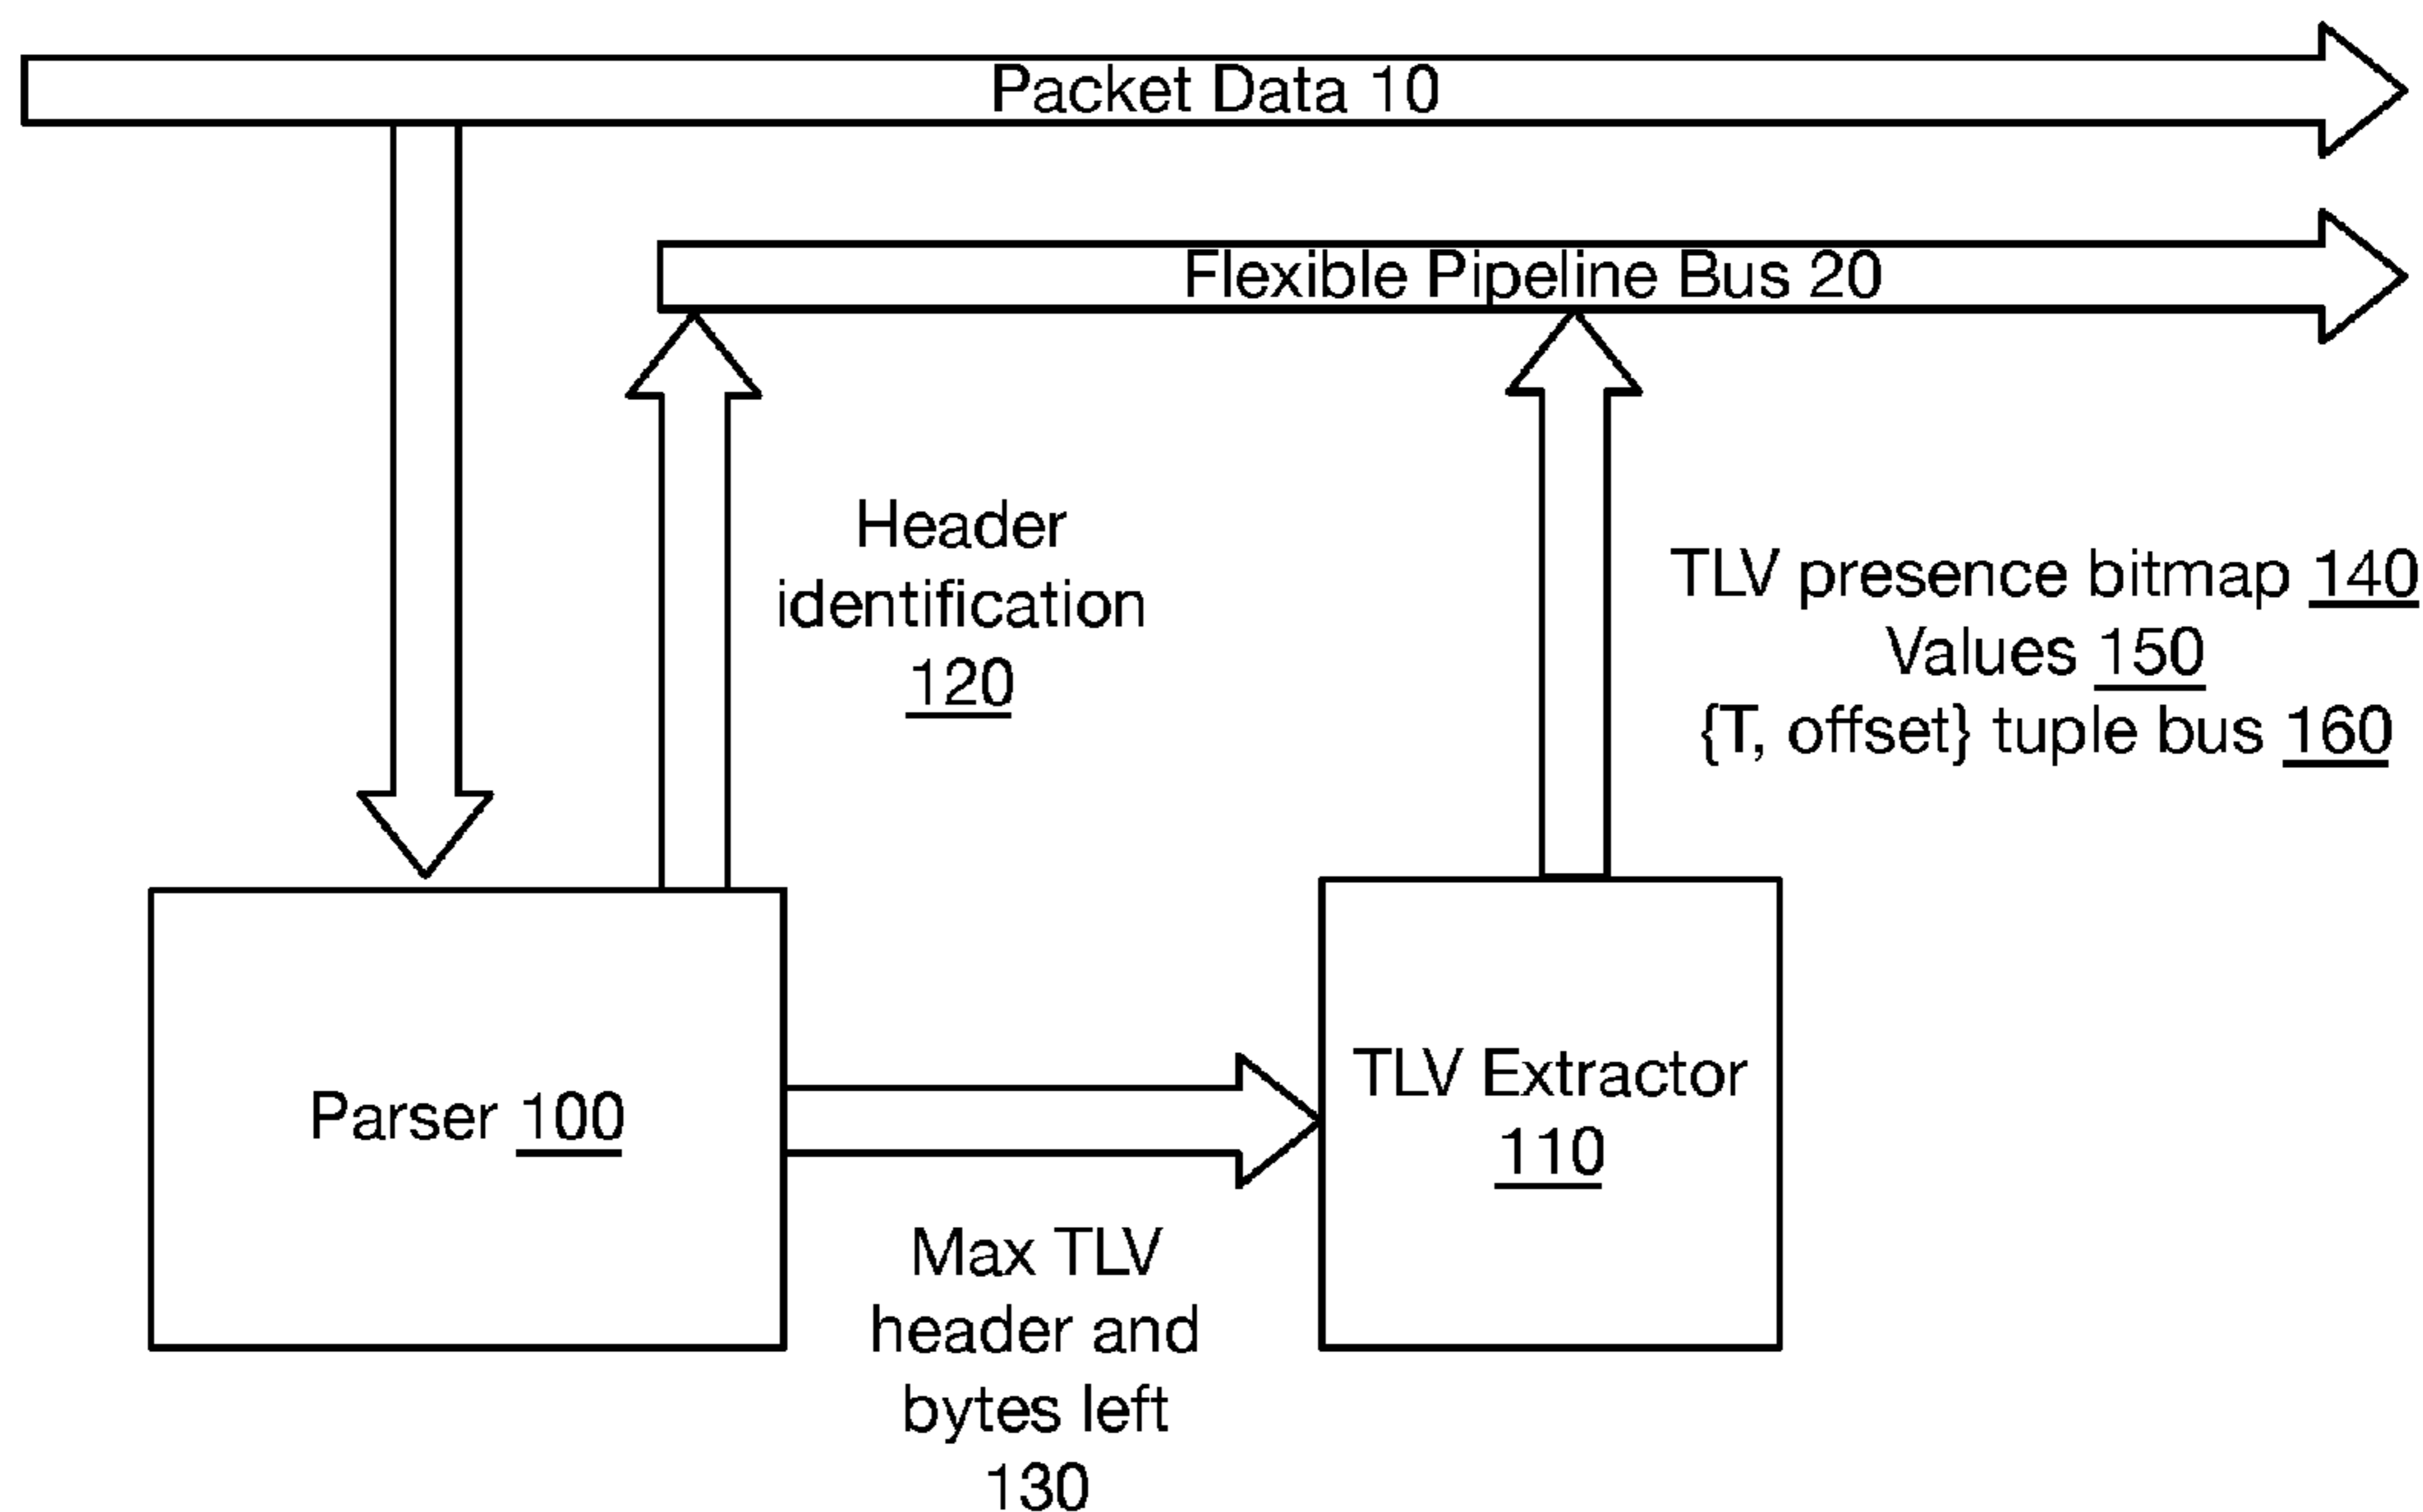 Packet Data 10
Flexible Pipeline Bus 20
Header
identification
120
TLV presence bitmap 140
Values 150
{T, offset} tuple bus 160
Parser 100
TLV Extractor
110
Max TLV
header and
bytes left
130